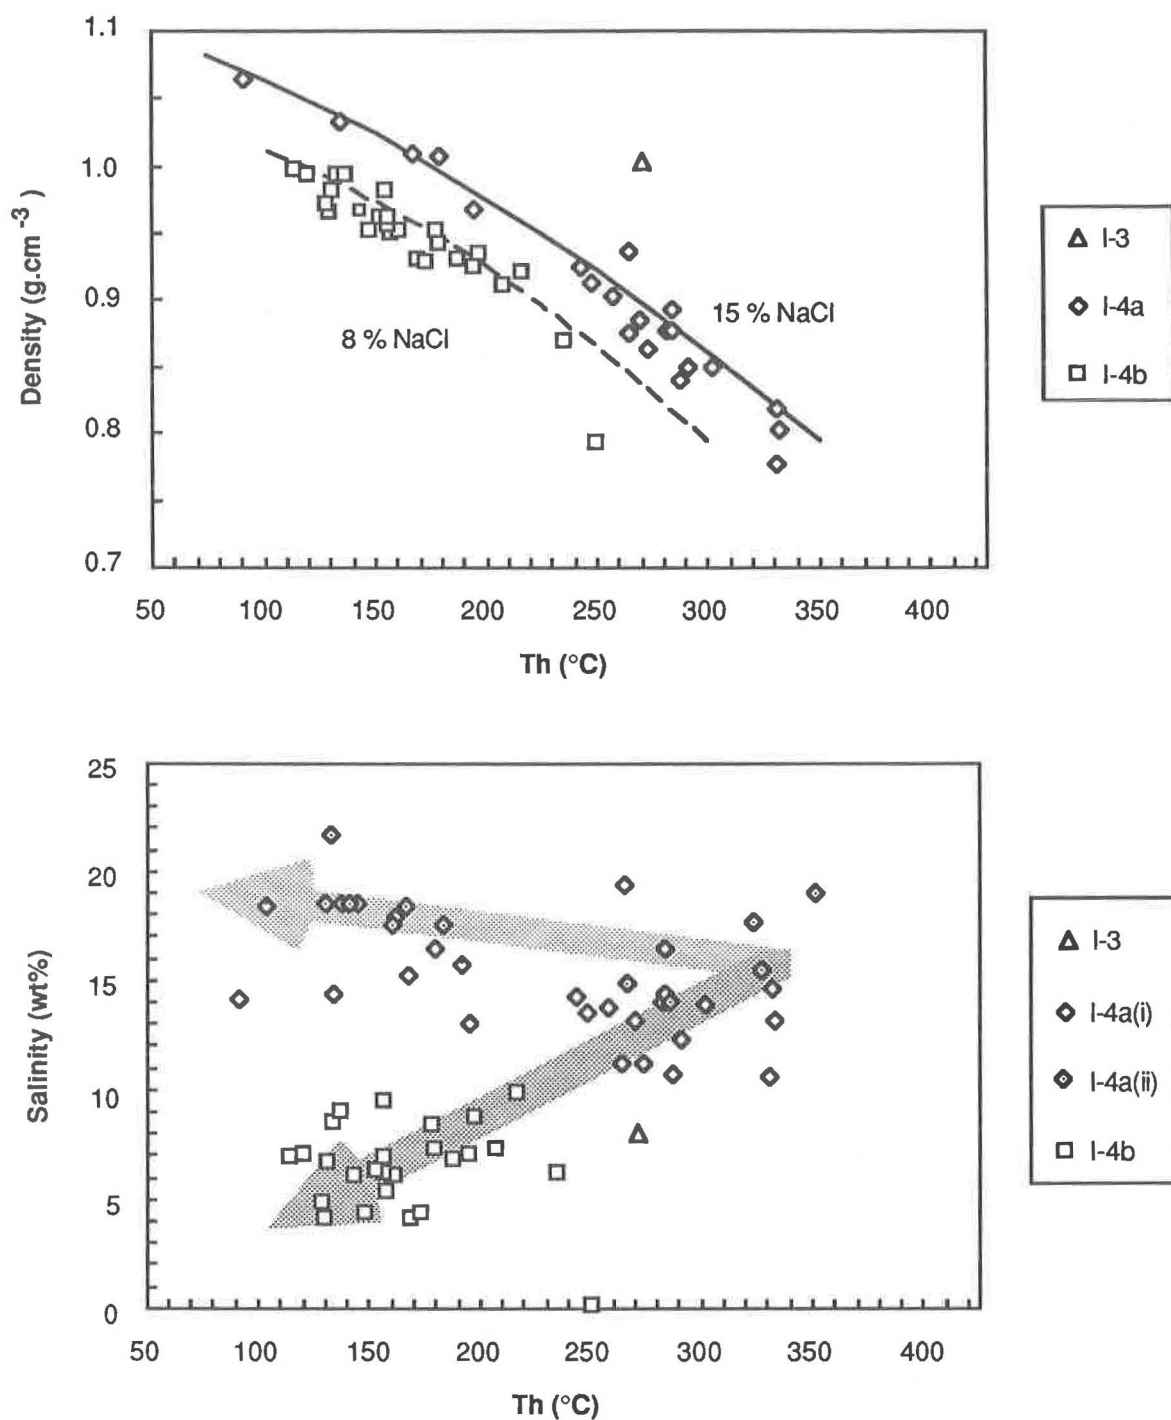 1.1
1.0
0.9
0.8
0.7
Density (g.cm⁻³)
15 % NaCl
8 % NaCl
50 100 150 200 250 300 350 400
Th (°C)
I-3
I-4a
I-4b
25
20
15
10
5
0
Salinity (wt%)
50 100 150 200 250 300 350 400
Th (°C)
I-3
I-4a(i)
I-4a(ii)
I-4b